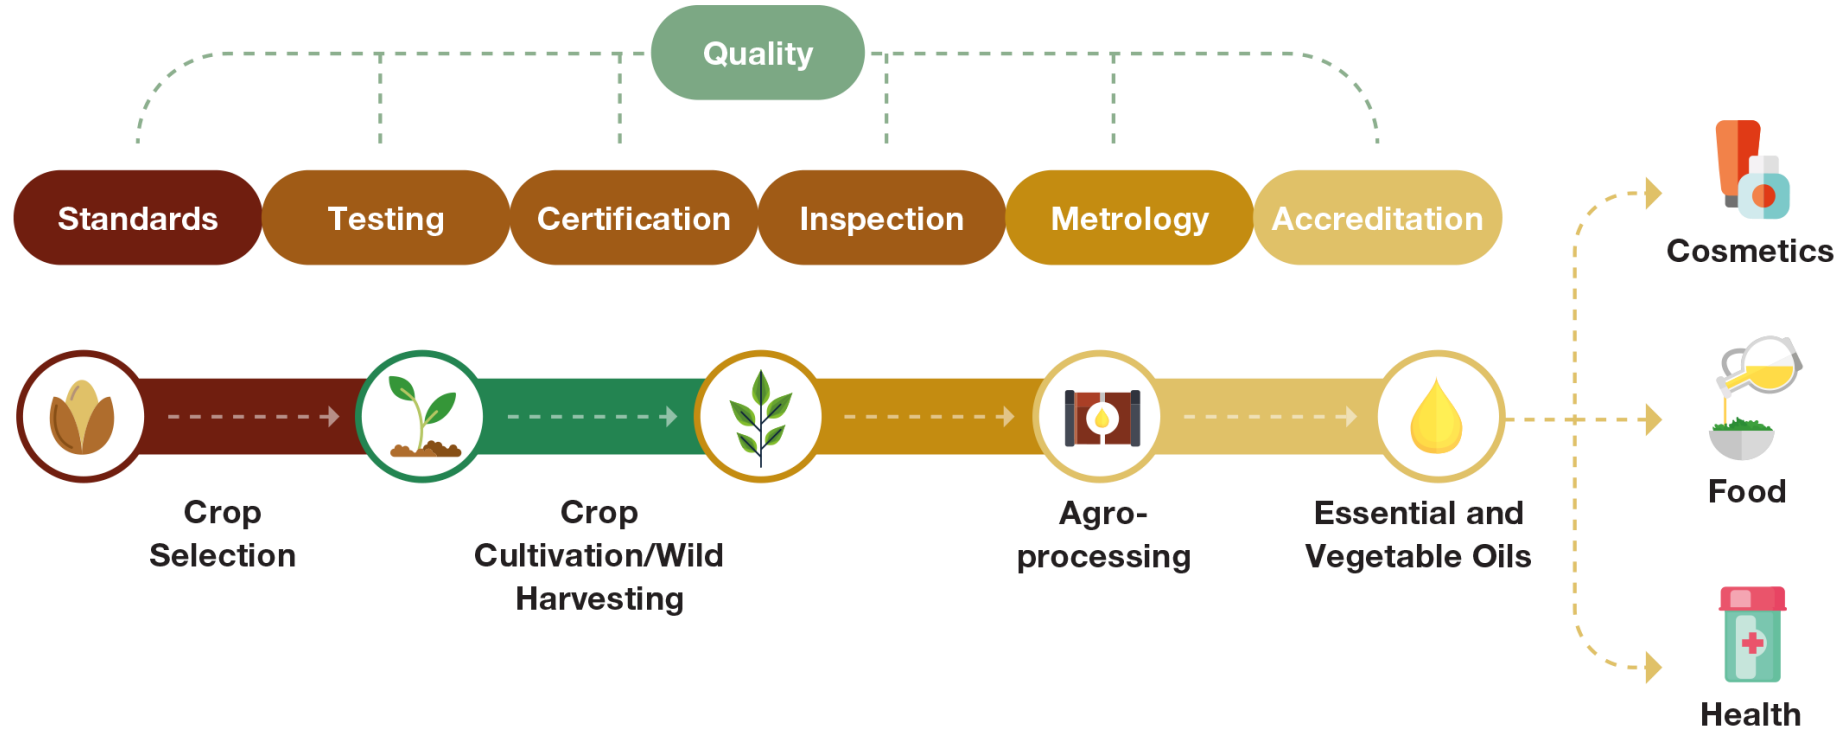 Quality
Standards
Testing
Certification
Inspection
Metrology
Accreditation
Crop
Selection
Crop
Cultivation/Wild
Harvesting
Agro-
processing
Essential and
Vegetable Oils
Cosmetics
Food
Health